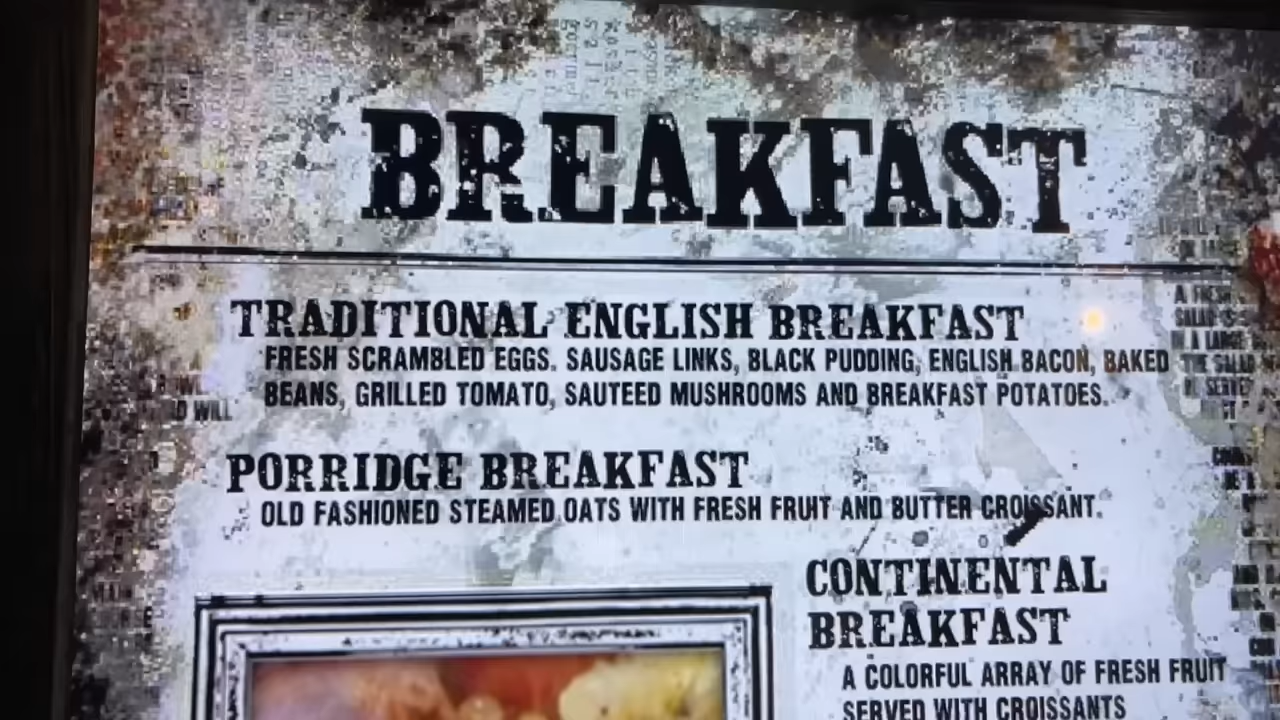 BREAKFAST
TRADITIONAL ENGLISH BREAKFAST
FRESH SCRAMBLED EGGS. SAUSAGE LINKS, BLACK PUDDING, ENGLISH BACON, BAKED
BEANS, GRILLED TOMATO, SAUTEED MUSHROOMS AND BREAKFAST POTATOES.
PORRIDGE BREAKFAST
OLD FASHIONED STEAMED OATS WITH FRESH FRUIT AND BUTTER CROISSANT.
CONTINENTAL
BREAKFAST
A COLORFUL ARRAY OF FRESH FRUIT
SERVED WITH CROISSANTS